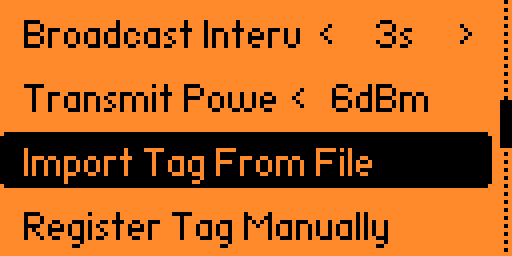 Broadcast Interv < 3s >
Transmit Powe < 6dBm
Import Tag From File
Register Tag Manually